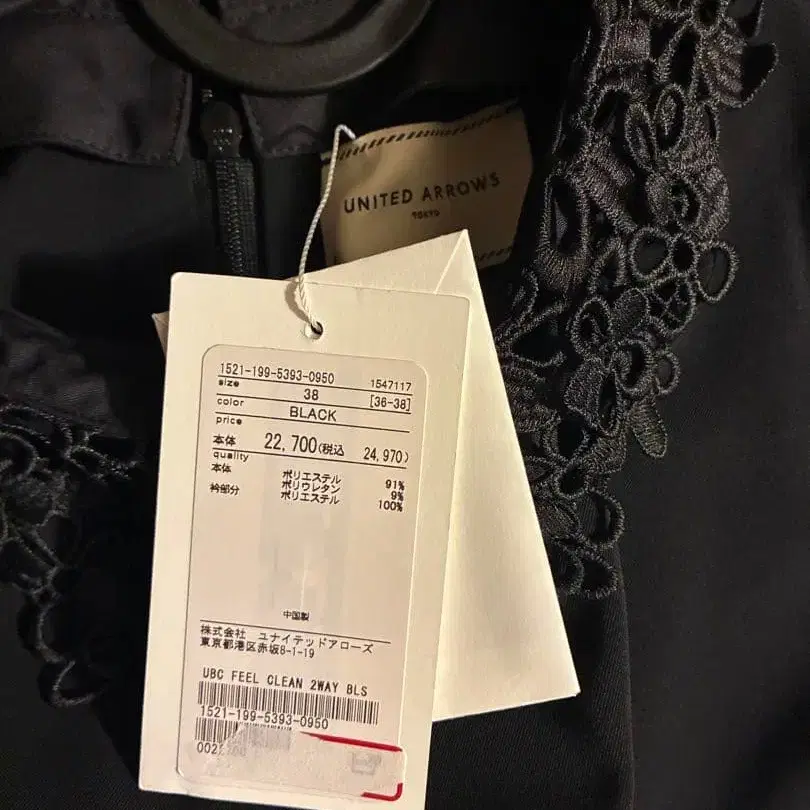 UNITED ARROWS
TOKYO
1521-199-5393-0950
size 1547117
38 [36-38]
color BLACK
price
本体 22,700(税込 24,970)
quality
本体 ポリエステル 91%
ポリウレタン 9%
衿部分 ポリエステル 100%
中国製
株式会社 ユナイテッドアローズ
東京都港区赤坂8-1-19
UBC FEEL CLEAN 2WAY BLS
1521-199-5393-0950